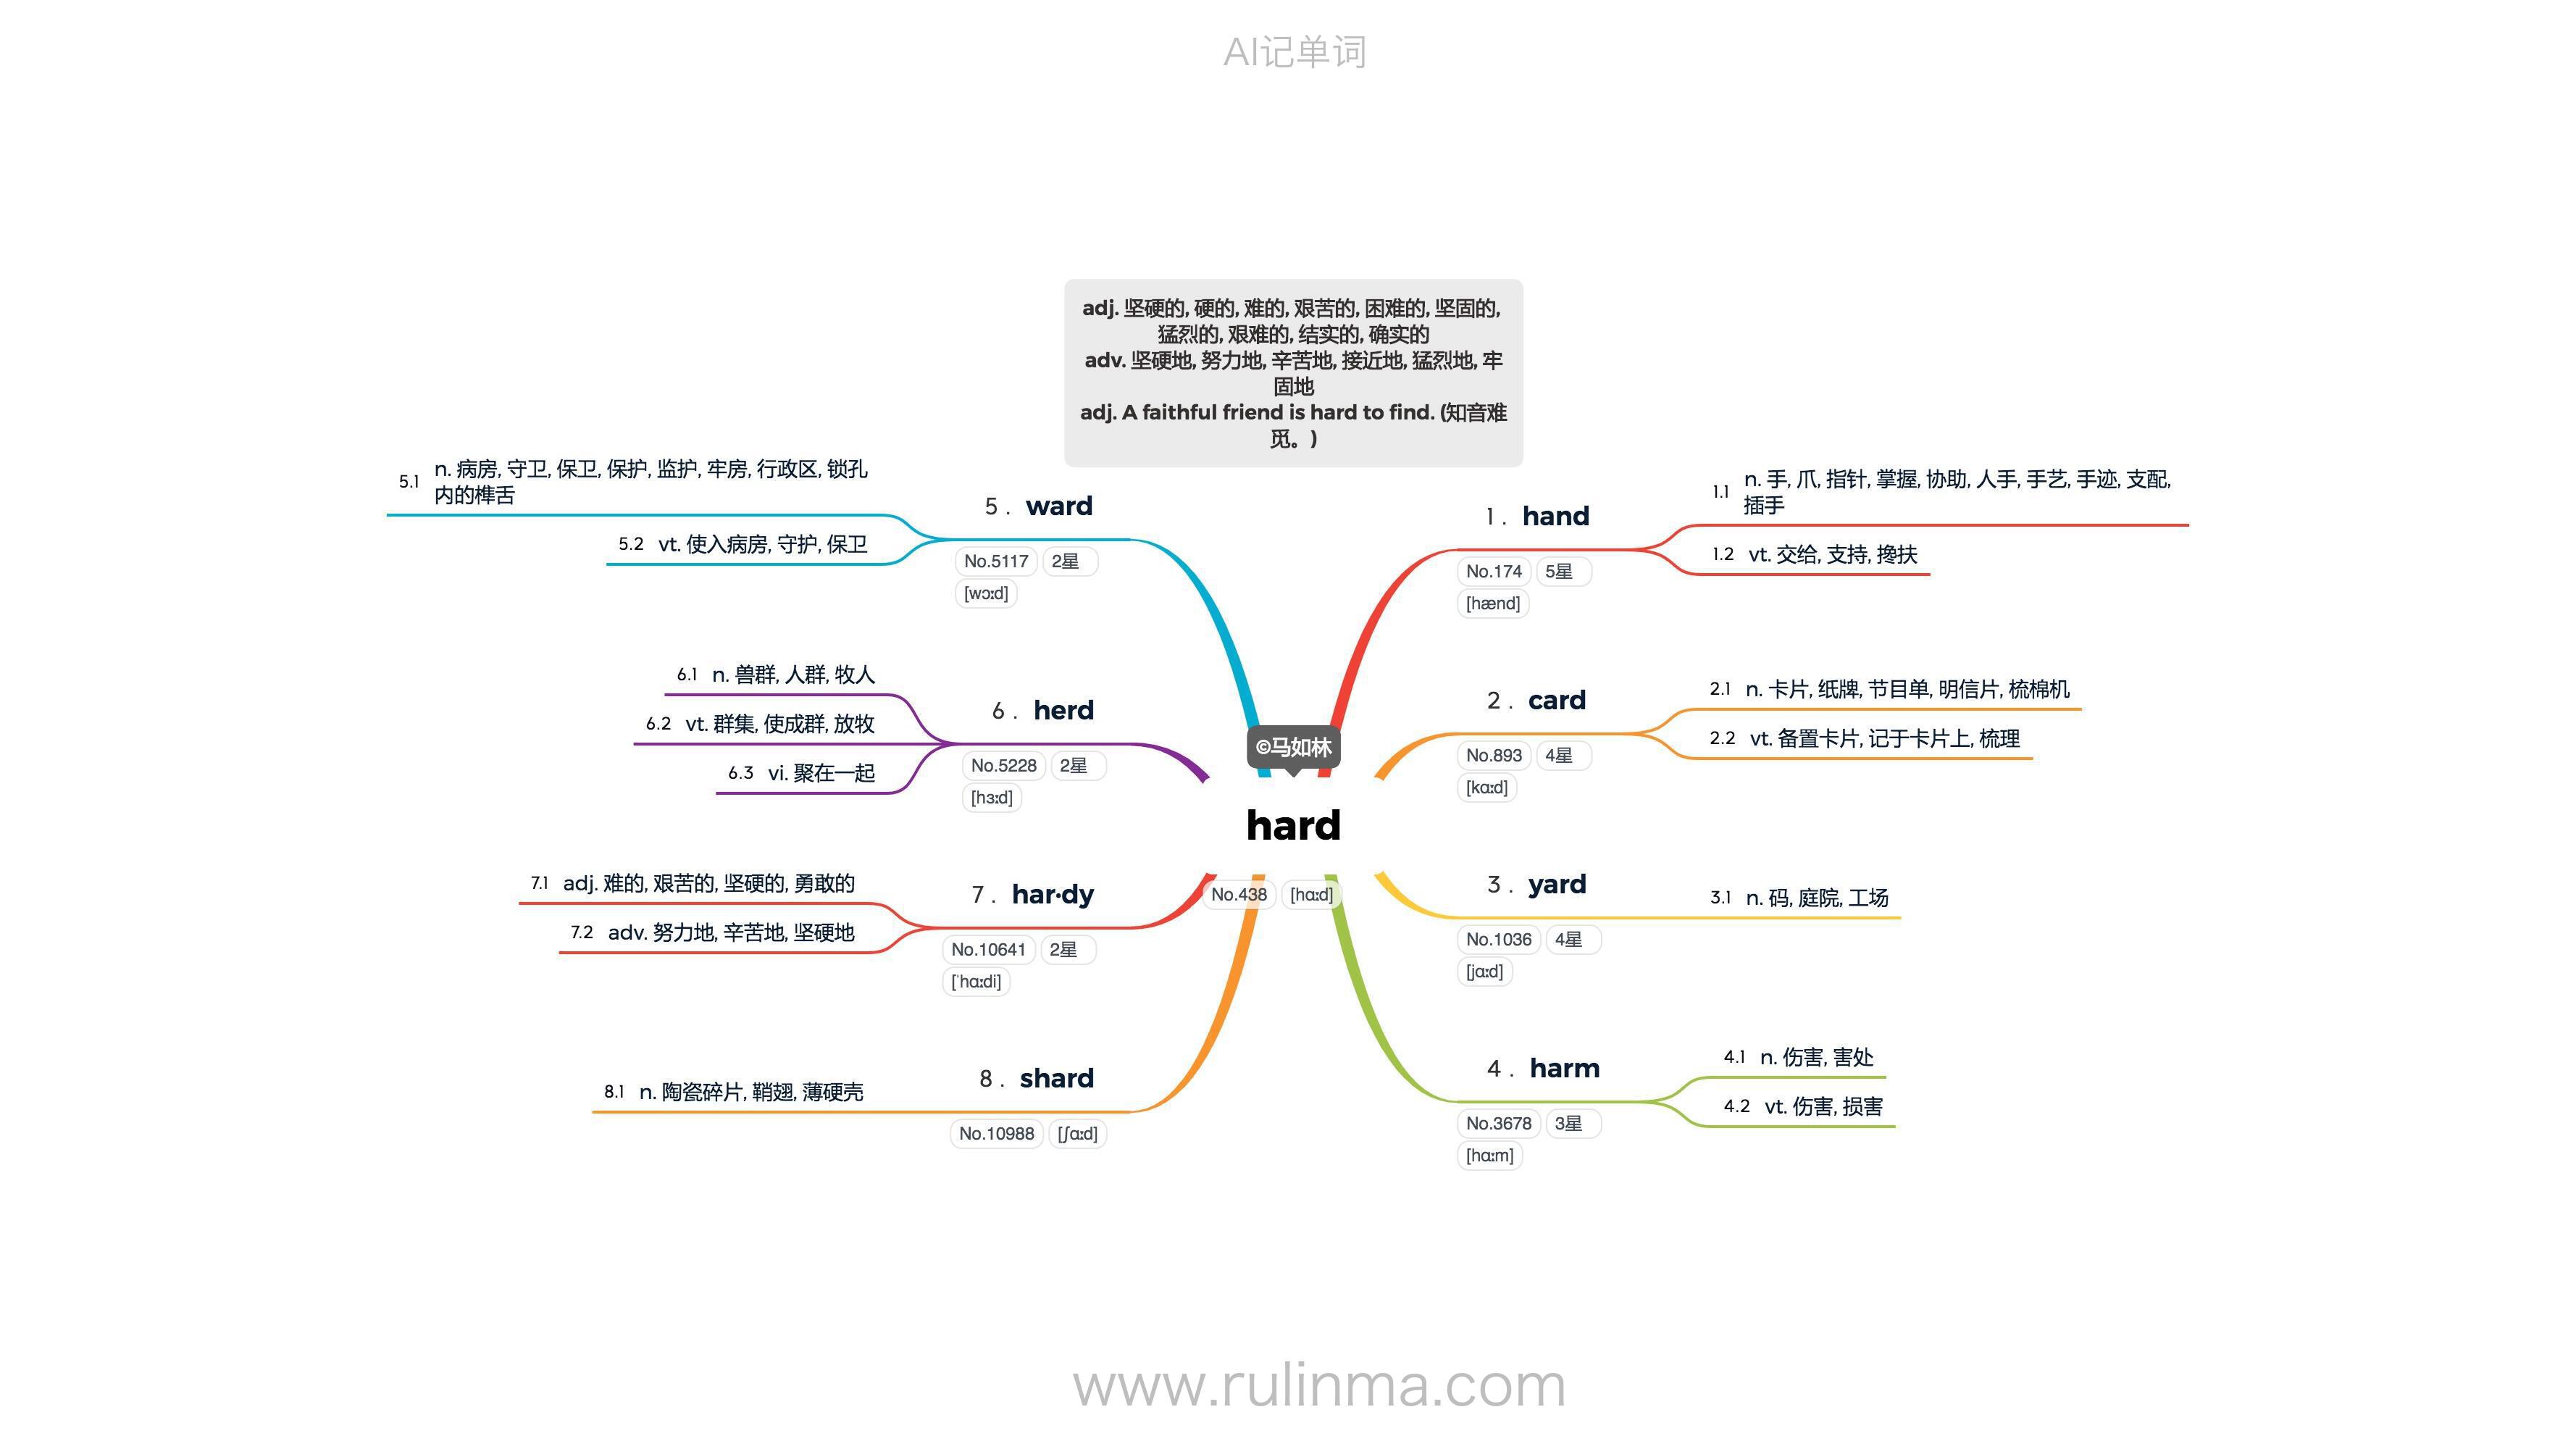 AI记单词
adj. 坚硬的, 硬的, 难的, 艰苦的, 困难的, 坚固的,
猛烈的, 艰难的, 结实的, 确实的
adv. 坚硬地, 努力地, 辛苦地, 接近地, 猛烈地, 牢
固地
adj. A faithful friend is hard to find. (知音难
觅。)
©马如林
hard
No.438 [hɑːd]
1 . hand
No.174 5星
[hænd]
1.1 n. 手, 爪, 指针, 掌握, 协助, 人手, 手艺, 手迹, 支配,
插手
1.2 vt. 交给, 支持, 搀扶
2 . card
No.893 4星
[kɑːd]
2.1 n. 卡片, 纸牌, 节目单, 明信片, 梳棉机
2.2 vt. 备置卡片, 记于卡片上, 梳理
3 . yard
No.1036 4星
[jɑːd]
3.1 n. 码, 庭院, 工场
4 . harm
No.3678 3星
[hɑːm]
4.1 n. 伤害, 害处
4.2 vt. 伤害, 损害
5 . ward
No.5117 2星
[wɔːd]
5.1 n. 病房, 守卫, 保卫, 保护, 监护, 牢房, 行政区, 锁孔
内的榫舌
5.2 vt. 使入病房, 守护, 保卫
6 . herd
No.5228 2星
[hɜːd]
6.1 n. 兽群, 人群, 牧人
6.2 vt. 群集, 使成群, 放牧
6.3 vi. 聚在一起
7 . har·dy
No.10641 2星
[ˈhɑːdi]
7.1 adj. 难的, 艰苦的, 坚硬的, 勇敢的
7.2 adv. 努力地, 辛苦地, 坚硬地
8 . shard
No.10988 [ʃɑːd]
8.1 n. 陶瓷碎片, 鞘翅, 薄硬壳
www.rulinma.com